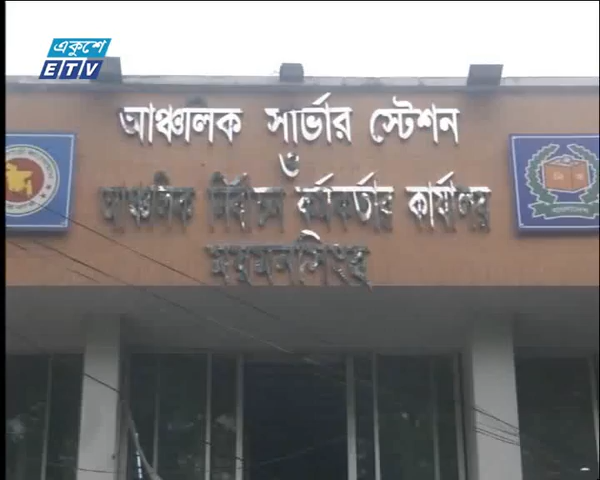 একুশে
ETV
আঞ্চলিক সার্ভার স্টেশন
ও
আঞ্চলিক নির্বাচন কর্মকর্তার কার্যালয়
ময়মনসিংহ